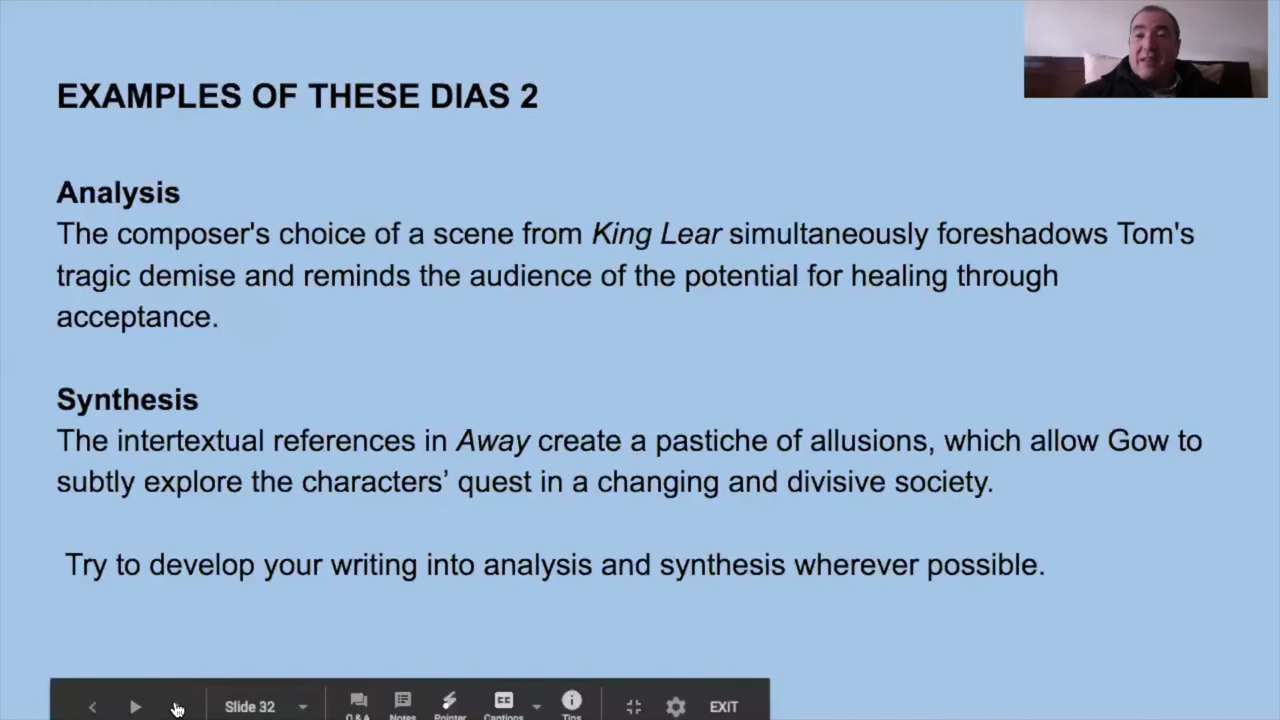 EXAMPLES OF THESE DIAS 2
Analysis
The composer's choice of a scene from King Lear simultaneously foreshadows Tom's
tragic demise and reminds the audience of the potential for healing through
acceptance.
Synthesis
The intertextual references in Away create a pastiche of allusions, which allow Gow to
subtly explore the characters’ quest in a changing and divisive society.
Try to develop your writing into analysis and synthesis wherever possible.
Slide 32
Q&A Notes Pointer CC Captions Tips EXIT